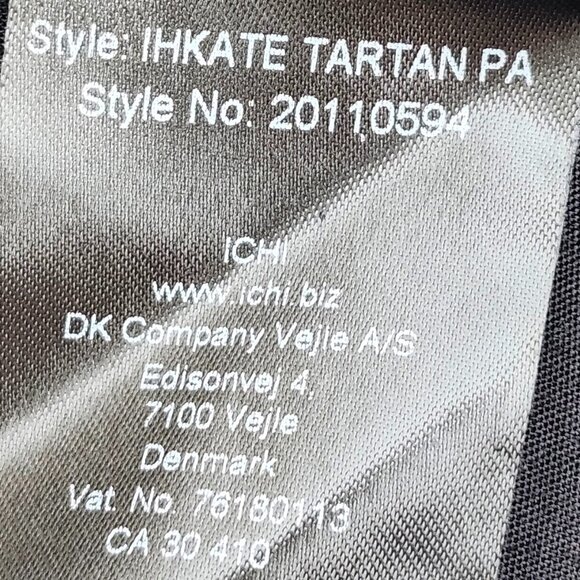 Style: IHKATE TARTAN PA
Style No: 20110594
ICHI
www.ichi.biz
DK Company Vejle A/S
Edisonvej 4,
7100 Vejle
Denmark
Vat. No. 76180113
CA 30 410